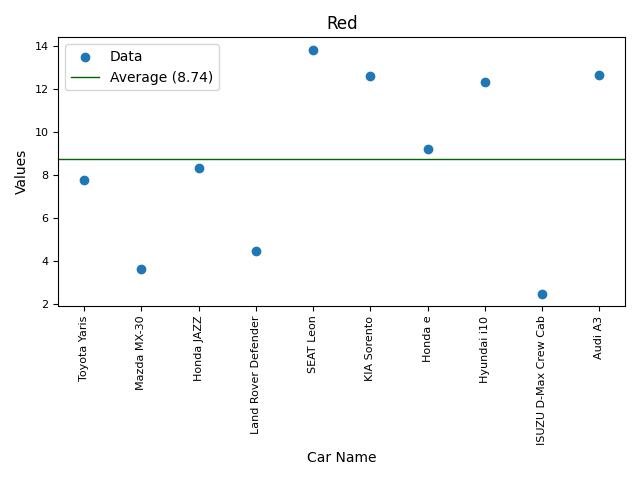 Red
Data
Average (8.74)
14
12
10
8
6
4
2
Values
Toyota Yaris
Mazda MX-30
Honda JAZZ
Land Rover Defender
SEAT Leon
KIA Sorento
Honda e
Hyundai i10
ISUZU D-Max Crew Cab
Audi A3
Car Name